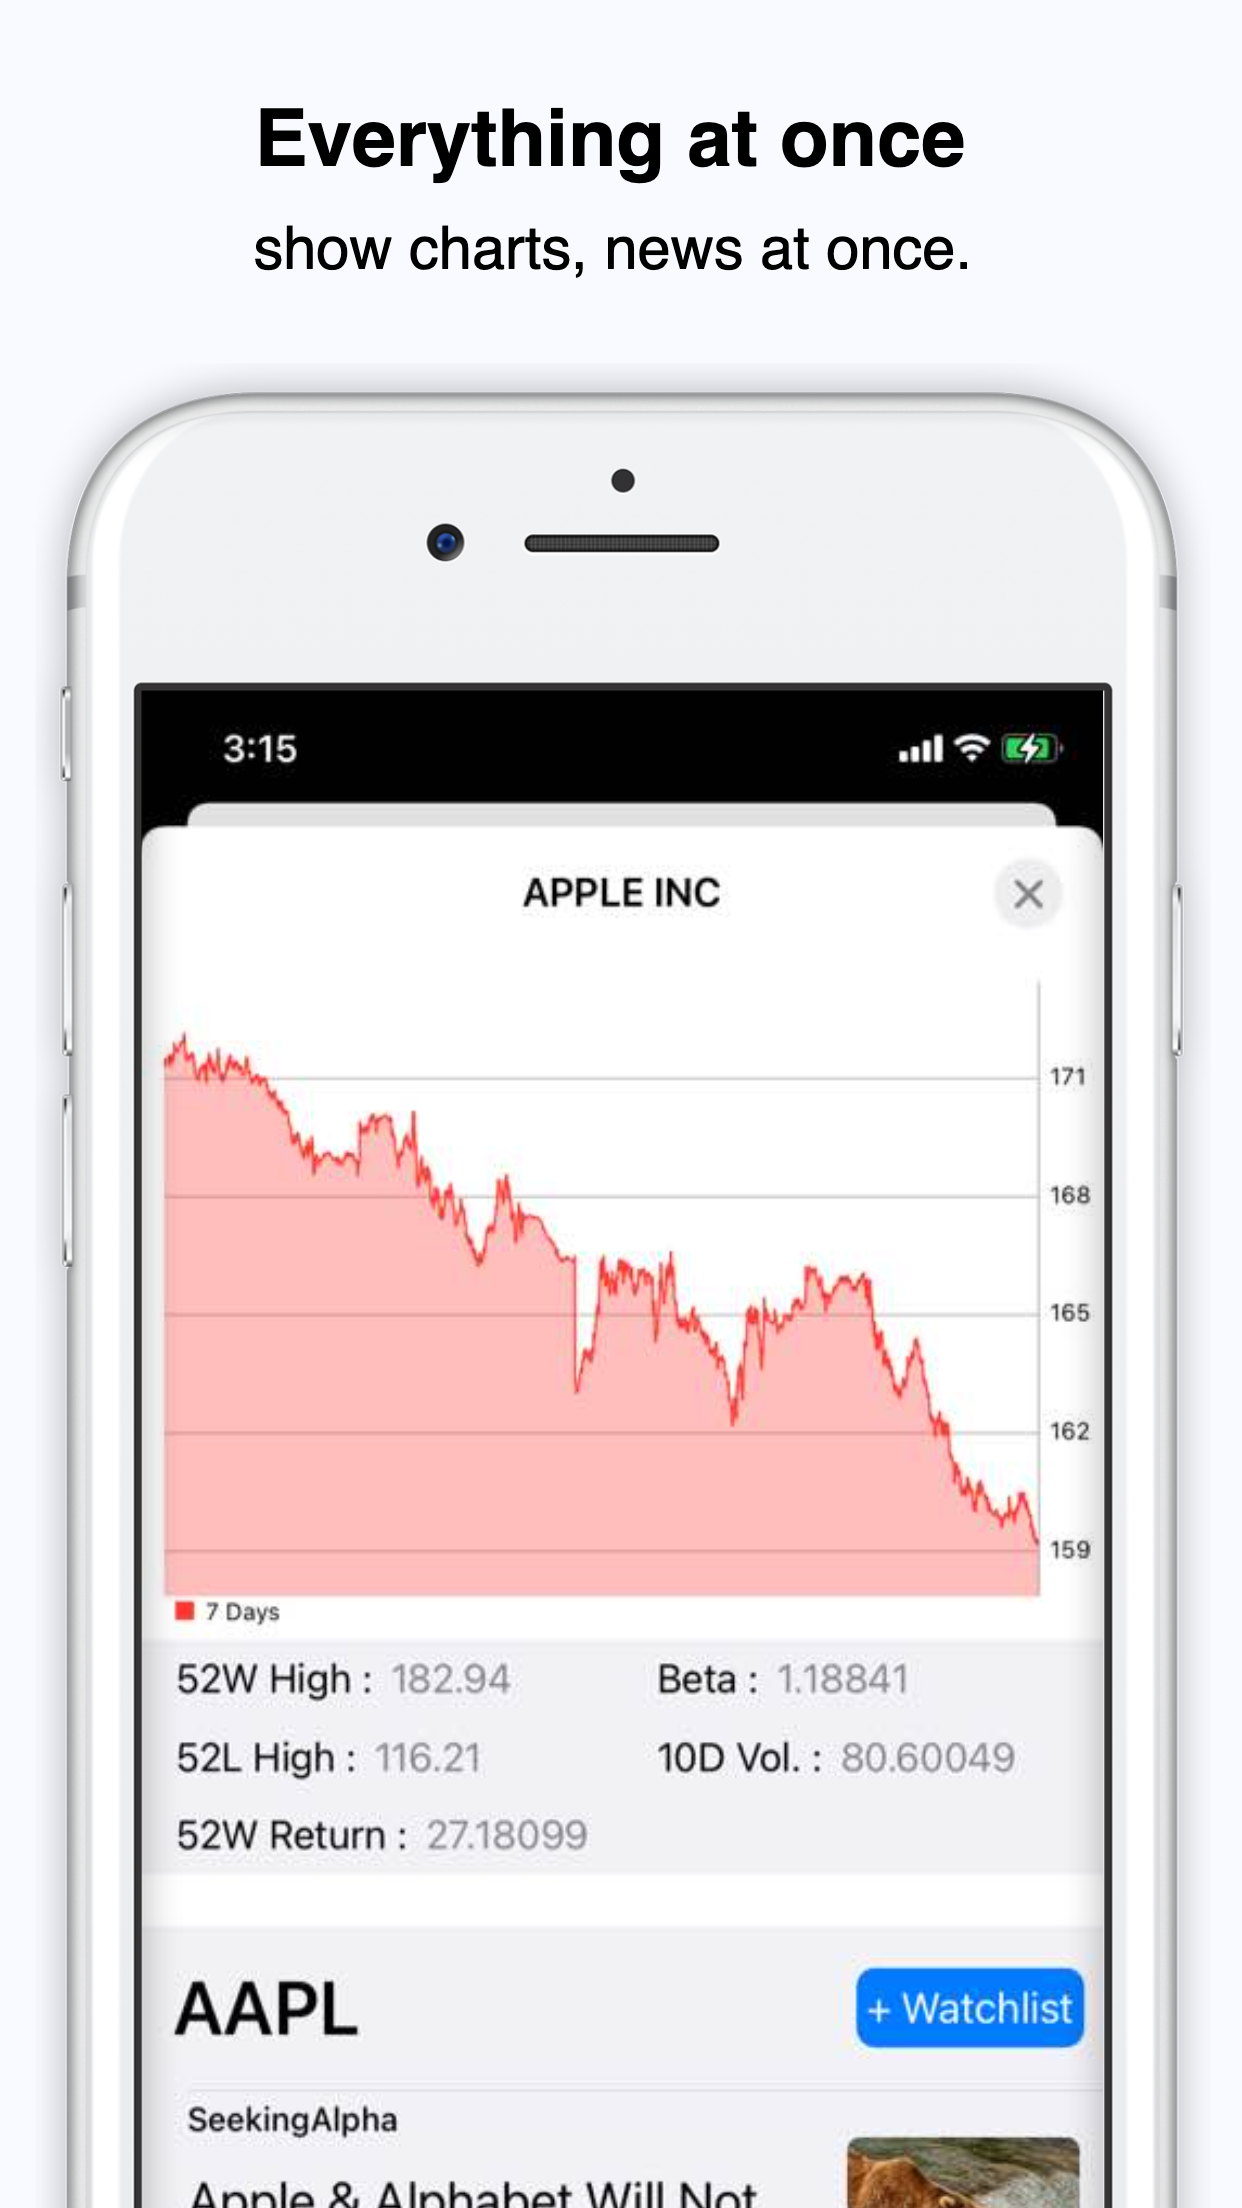 Everything at once
show charts, news at once.
3:15
APPLE INC
171
168
165
162
159
7 Days
52W High : 182.94 Beta : 1.18841
52L High : 116.21 10D Vol. : 80.60049
52W Return : 27.18099
AAPL + Watchlist
SeekingAlpha
Apple & Alphabet Will Not